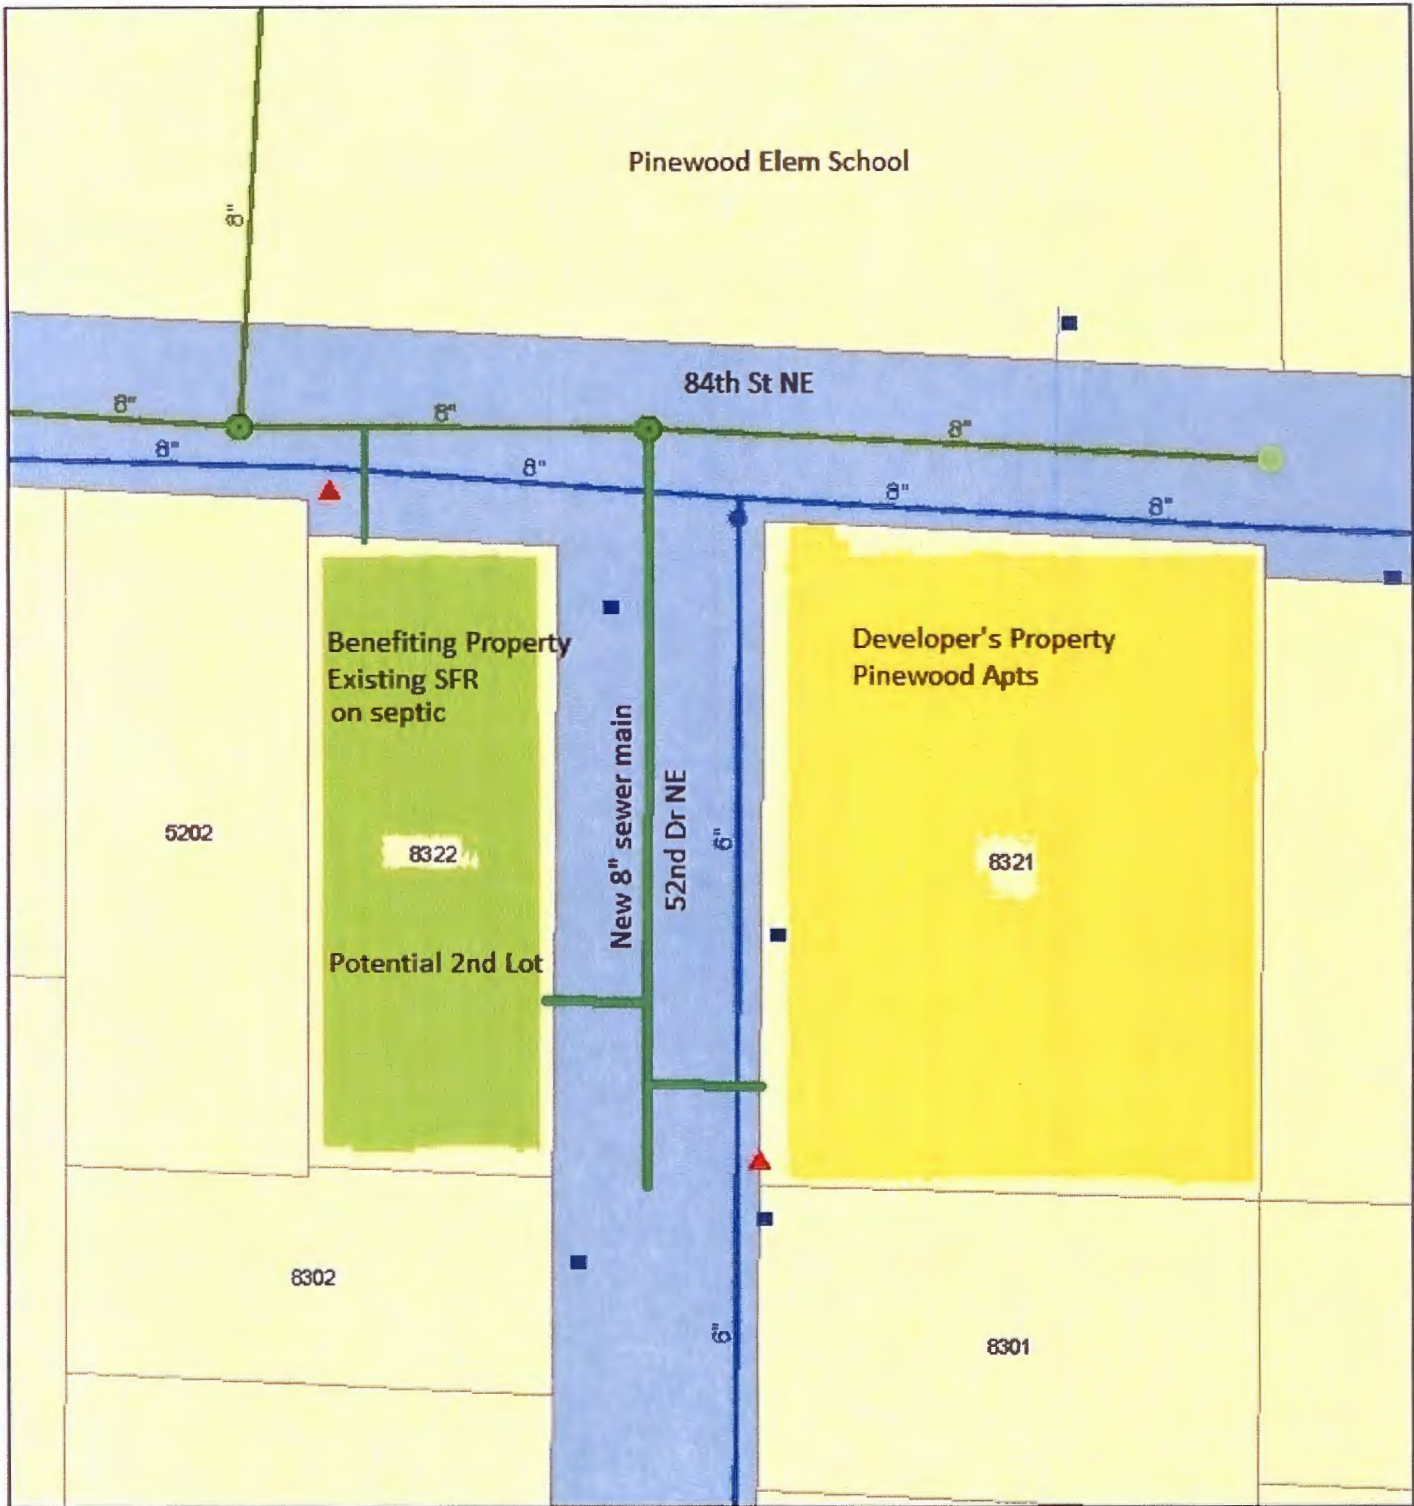 Pinewood Elem School
8"
84th St NE
8"
8"
8"
8"
8"
8"
8"
Benefiting Property
Existing SFR
on septic
Developer's Property
Pinewood Apts
New 8" sewer main
52nd Dr NE
6"
5202
8322
8321
Potential 2nd Lot
8302
6"
8301